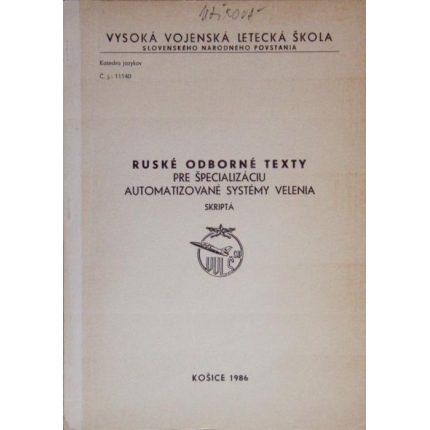 VYSOKÁ VOJENSKÁ LETECKÁ ŠKOLA
SLOVENSKÉHO NÁRODNÉHO POVSTANIA
Katedra jazykov
Č. j.: 11140
RUSKÉ ODBORNÉ TEXTY
PRE ŠPECIALIZÁCIU
AUTOMATIZOVANÉ SYSTÉMY VELENIA
SKRIPTÁ
KOŠICE 1986